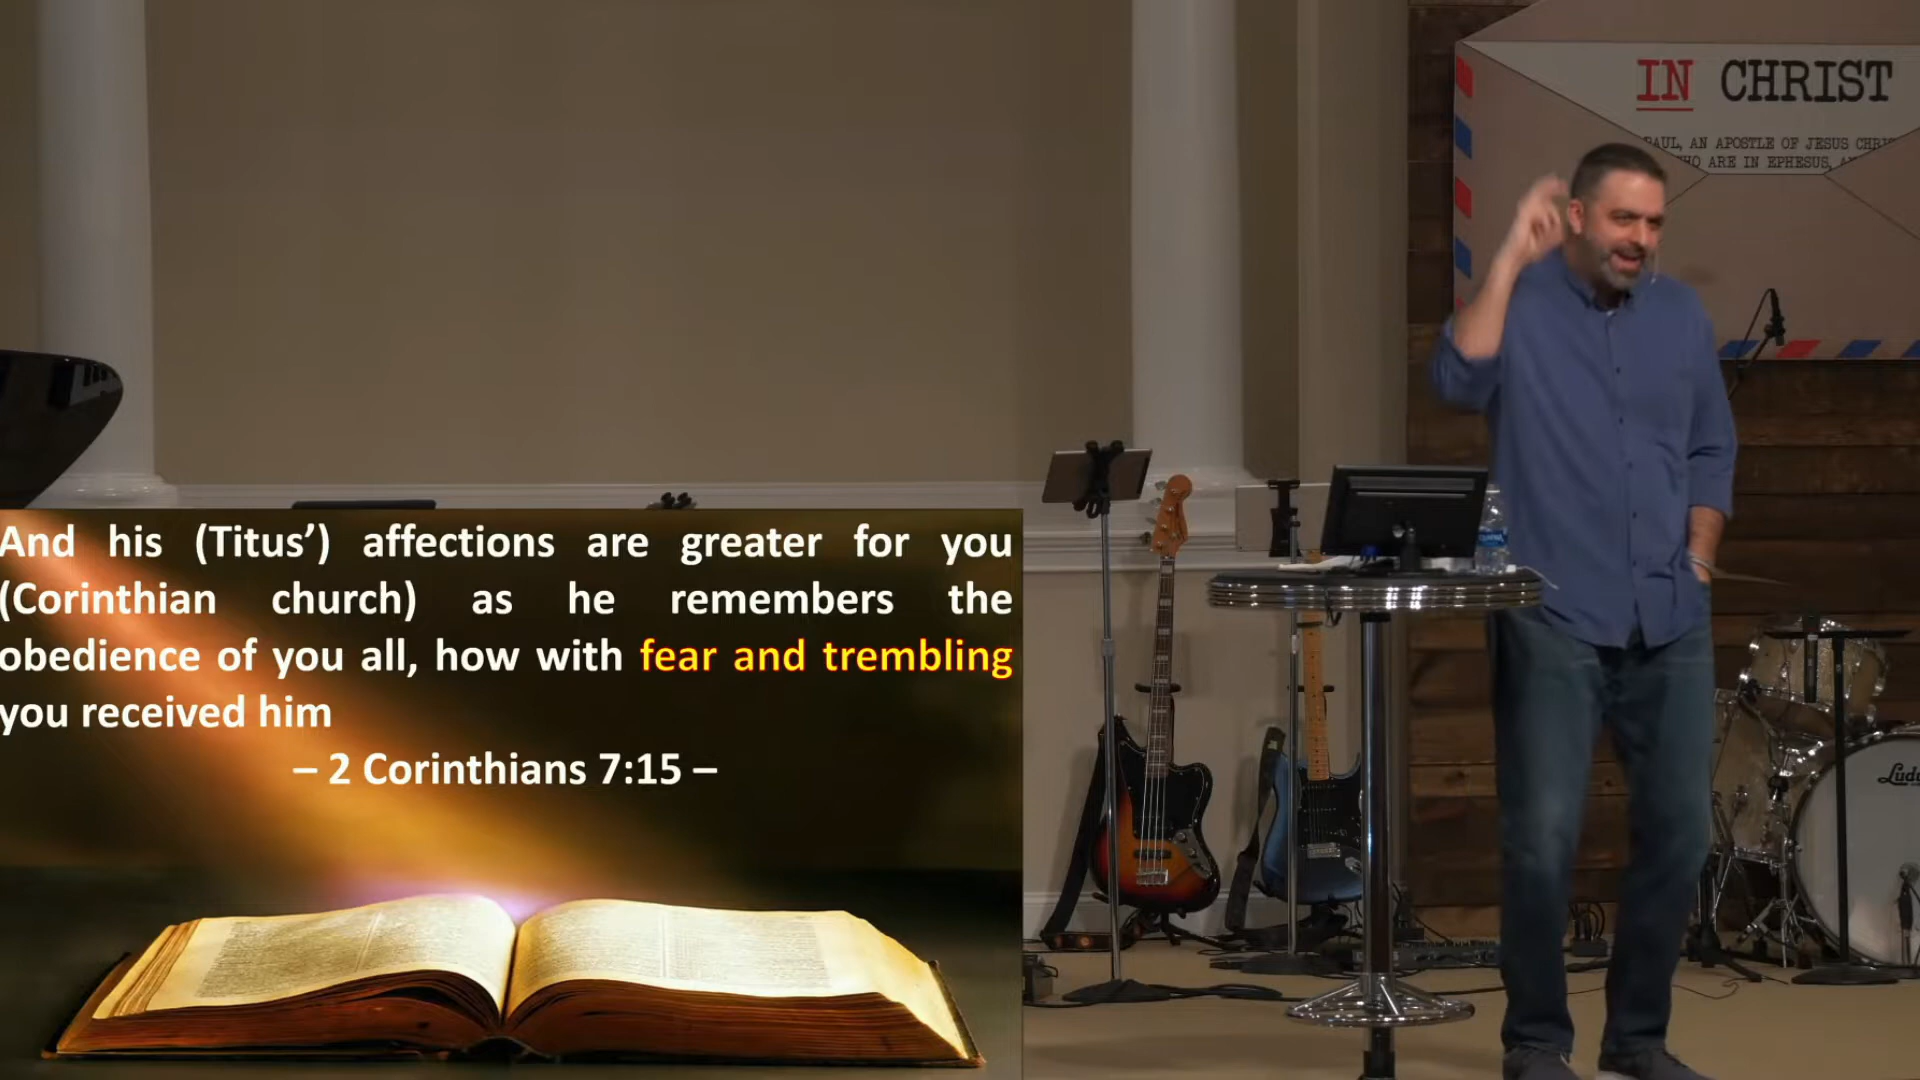 IN CHRIST
PAUL, AN APOSTLE OF JESUS
WHO ARE IN EPHESUS,
And his (Titus’) affections are greater for you
(Corinthian church) as he remembers the
obedience of you all, how with fear and trembling
you received him
– 2 Corinthians 7:15 –